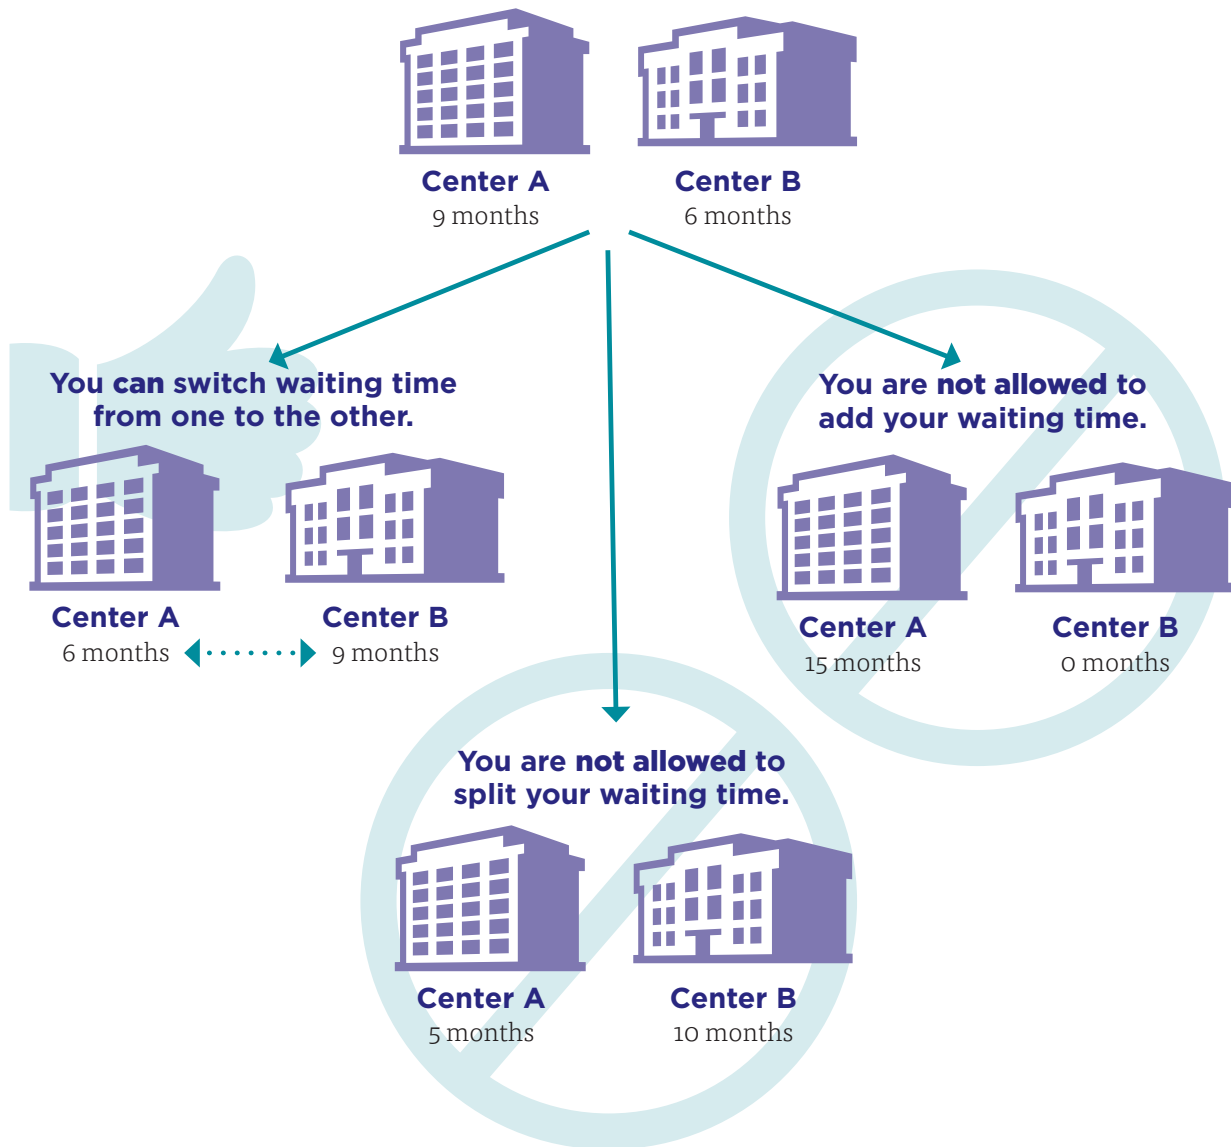 Center A
9 months
Center B
6 months
You can switch waiting time
from one to the other.
Center A
6 months
Center B
9 months
You are not allowed to
add your waiting time.
Center A
15 months
Center B
0 months
You are not allowed to
split your waiting time.
Center A
5 months
Center B
10 months